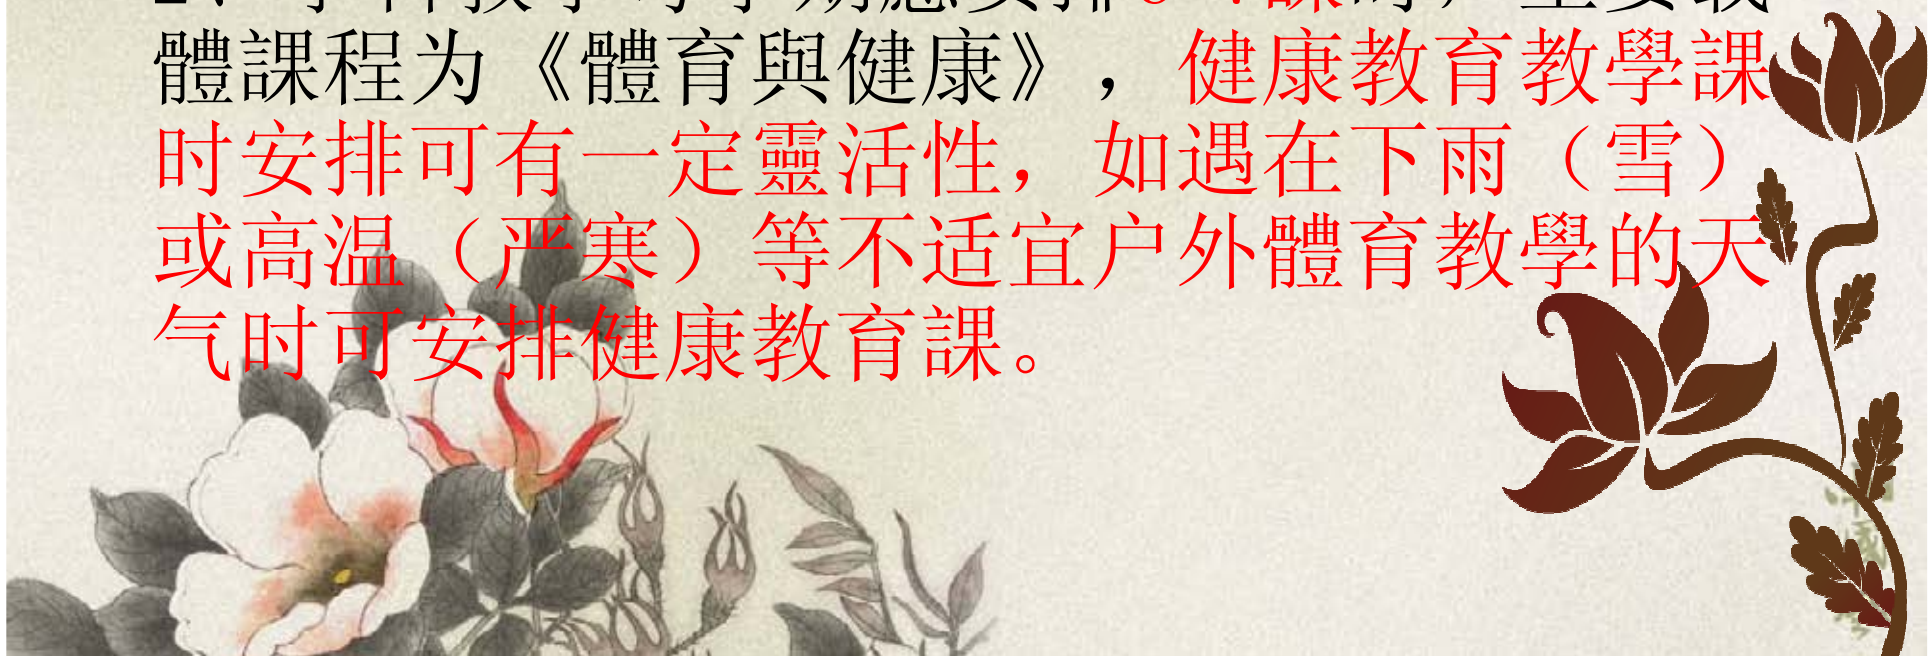 體課程为《體育與健康》，健康教育教學課
时安排可有一定靈活性，如遇在下雨（雪）
或高温（严寒）等不适宜户外體育教學的天
气时可安排健康教育課。